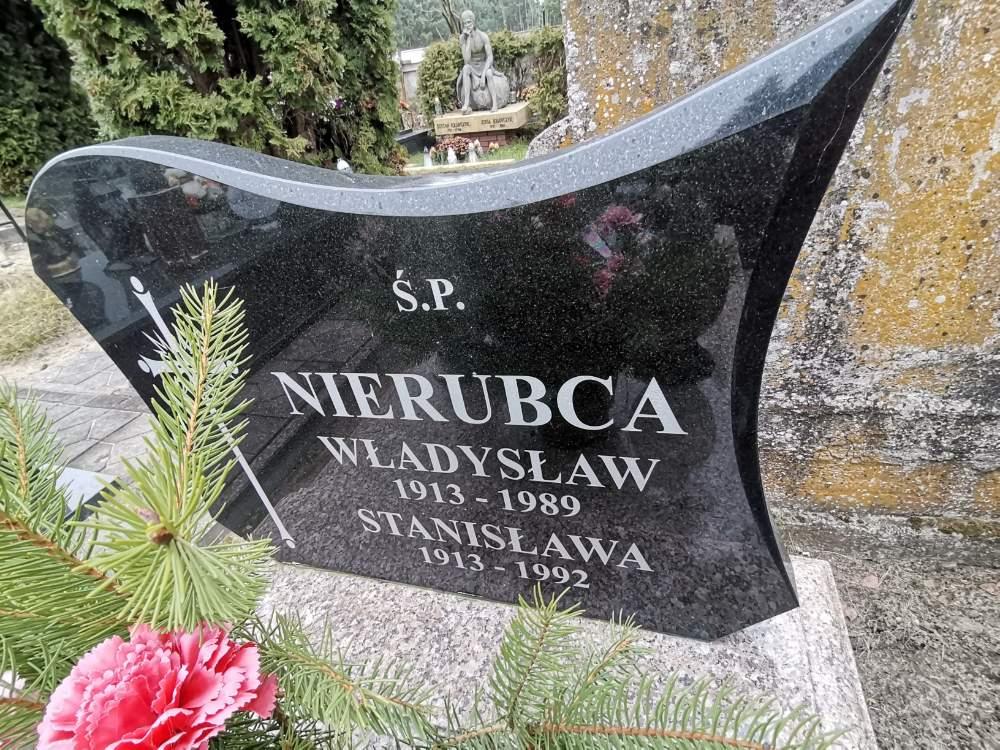 Ś.P.
NIERUBCA
WŁADYSŁAW
1913 - 1989
STANISŁAWA
1913 - 1992